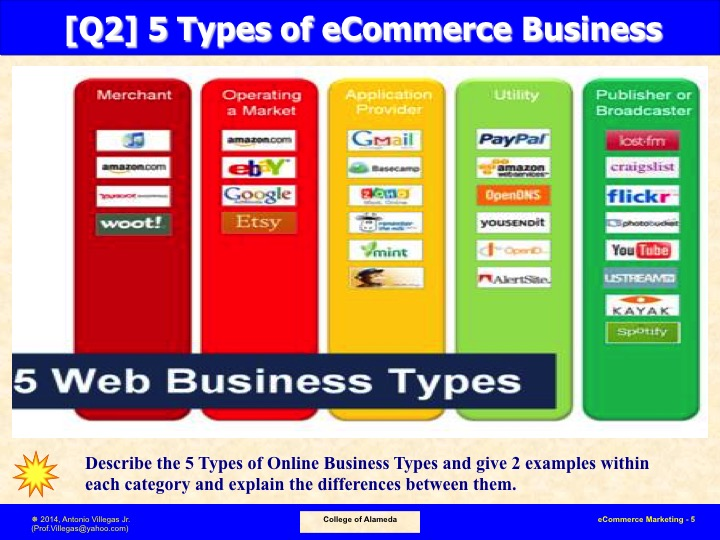 [Q2] 5 Types of eCommerce Business
Merchant
amazon.com
woot!
Operating
a Market
amazon.com
ebY
Google
Etsy
Application
Provider
GMail
Basecamp
ZOHO
Work. Online
remember
the milk
mint
Utility
PayPal
amazon
webservices
OpenDNS
YOUSENDIT
OpenID
AlertSite
Publisher or
Broadcaster
lost·fm
craigslist
flickr
photobucket
YouTube
USTREAM
KAYAK
Spotify
5 Web Business Types
Describe the 5 Types of Online Business Types and give 2 examples within
each category and explain the differences between them.
2014, Antonio Villegas Jr.
(Prof.Villegas@yahoo.com)
College of Alameda
eCommerce Marketing - 5